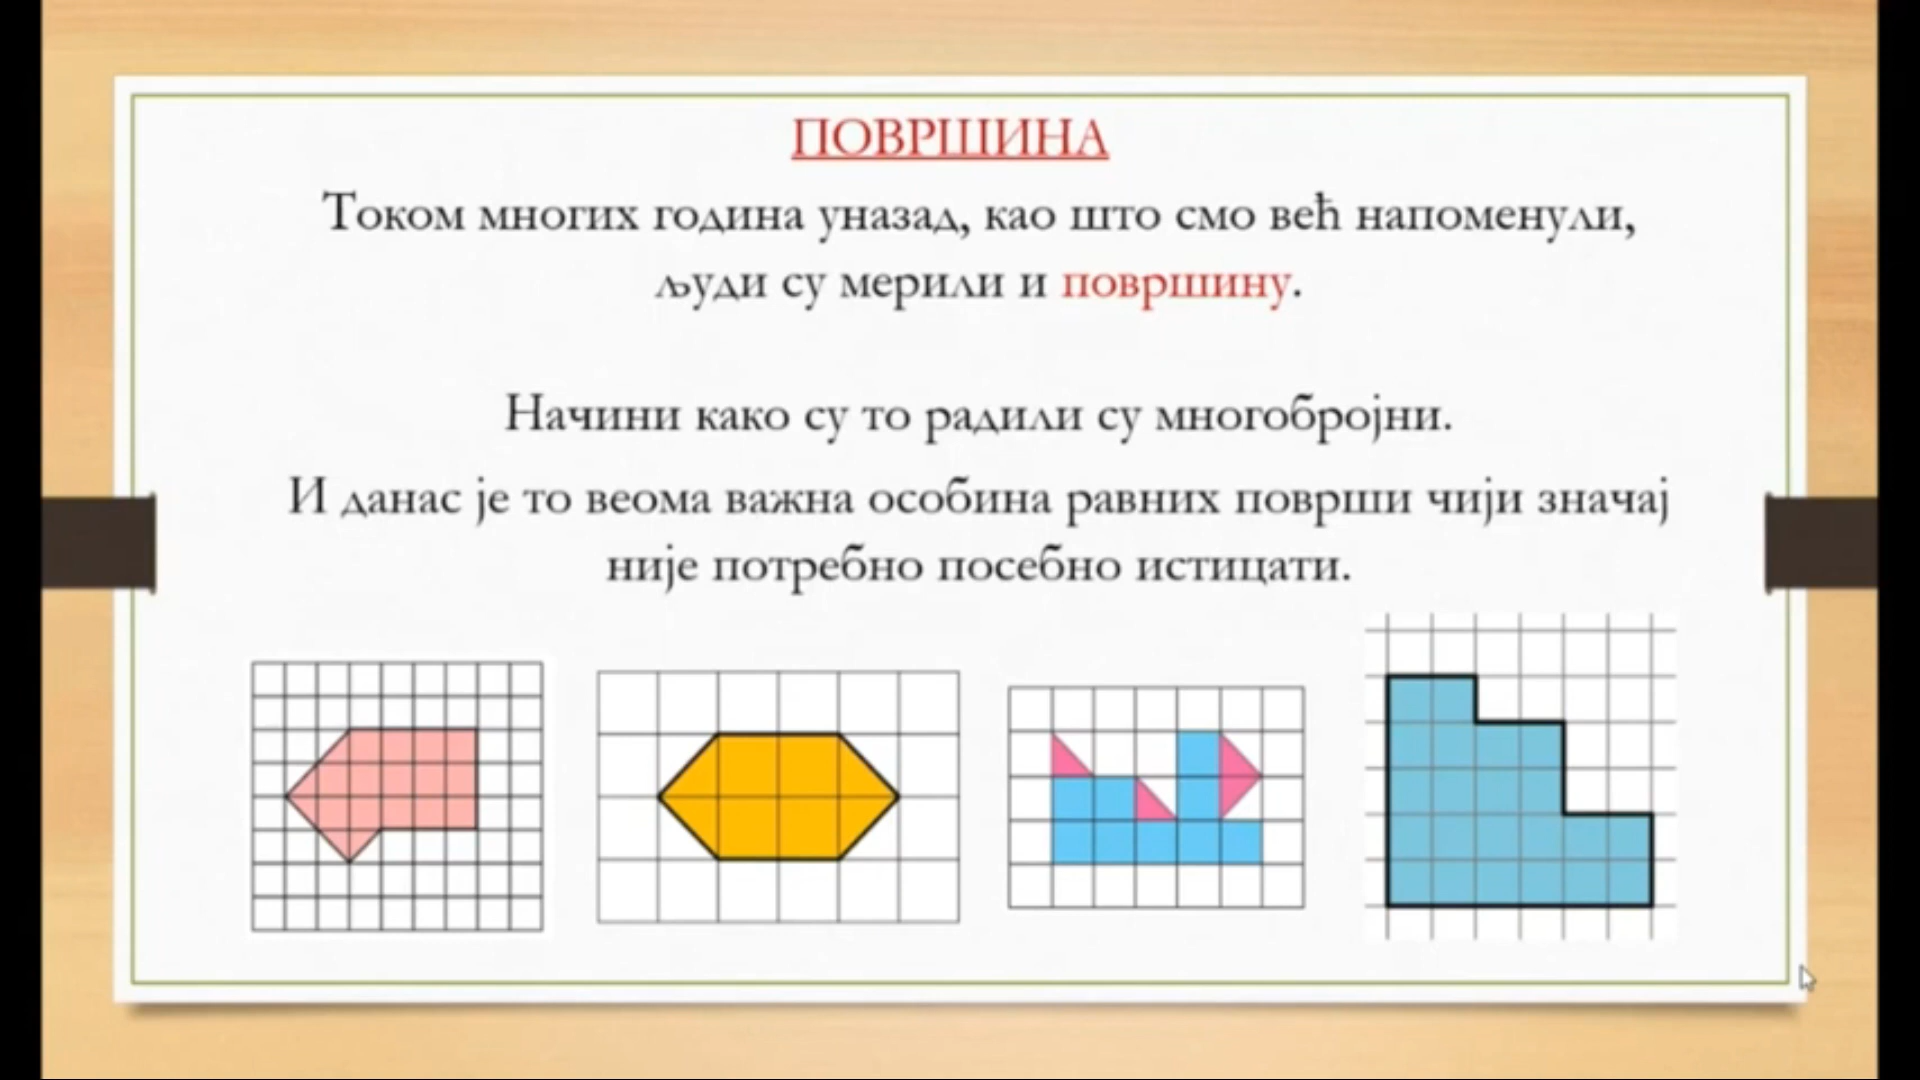 ПОВРШИНА
Током многих година уназад, као што смо већ напоменули,
људи су мерили и површину.
Начини како су то радили су многобројни.
И данас је то веома важна особина равних површи чији значај
није потребно посебно истицати.